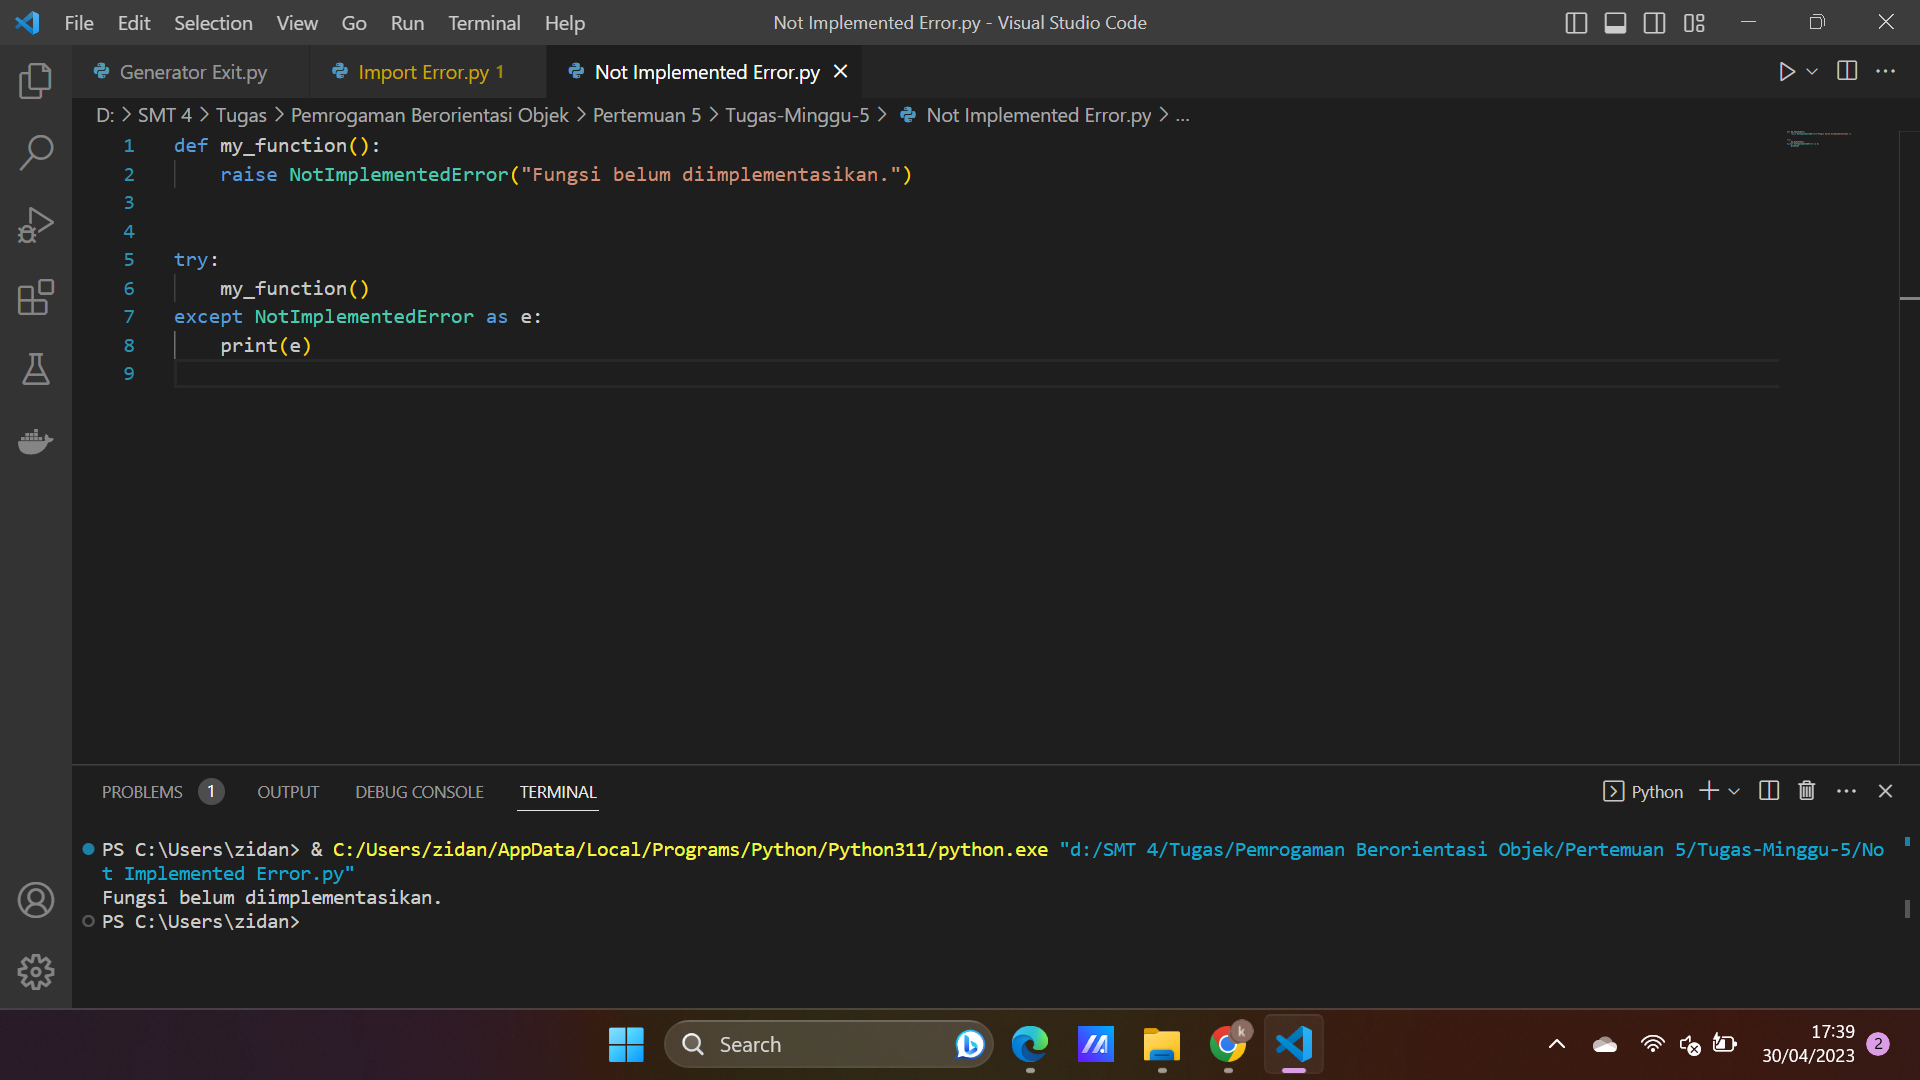 File Edit Selection View Go Run Terminal Help
Not Implemented Error.py - Visual Studio Code
Generator Exit.py
Import Error.py 1
Not Implemented Error.py
D: > SMT 4 > Tugas > Pemrogaman Berorientasi Objek > Pertemuan 5 > Tugas-Minggu-5 > Not Implemented Error.py > ...
1 def my_function():
2     raise NotImplementedError("Fungsi belum diimplementasikan.")
3
4
5 try:
6     my_function()
7 except NotImplementedError as e:
8     print(e)
9
PROBLEMS 1 OUTPUT DEBUG CONSOLE TERMINAL
Python
PS C:\Users\zidan> & C:/Users/zidan/AppData/Local/Programs/Python/Python311/python.exe "d:/SMT 4/Tugas/Pemrogaman Berorientasi Objek/Pertemuan 5/Tugas-Minggu-5/No
t Implemented Error.py"
Fungsi belum diimplementasikan.
PS C:\Users\zidan>
Search
k
17:39
30/04/2023
2